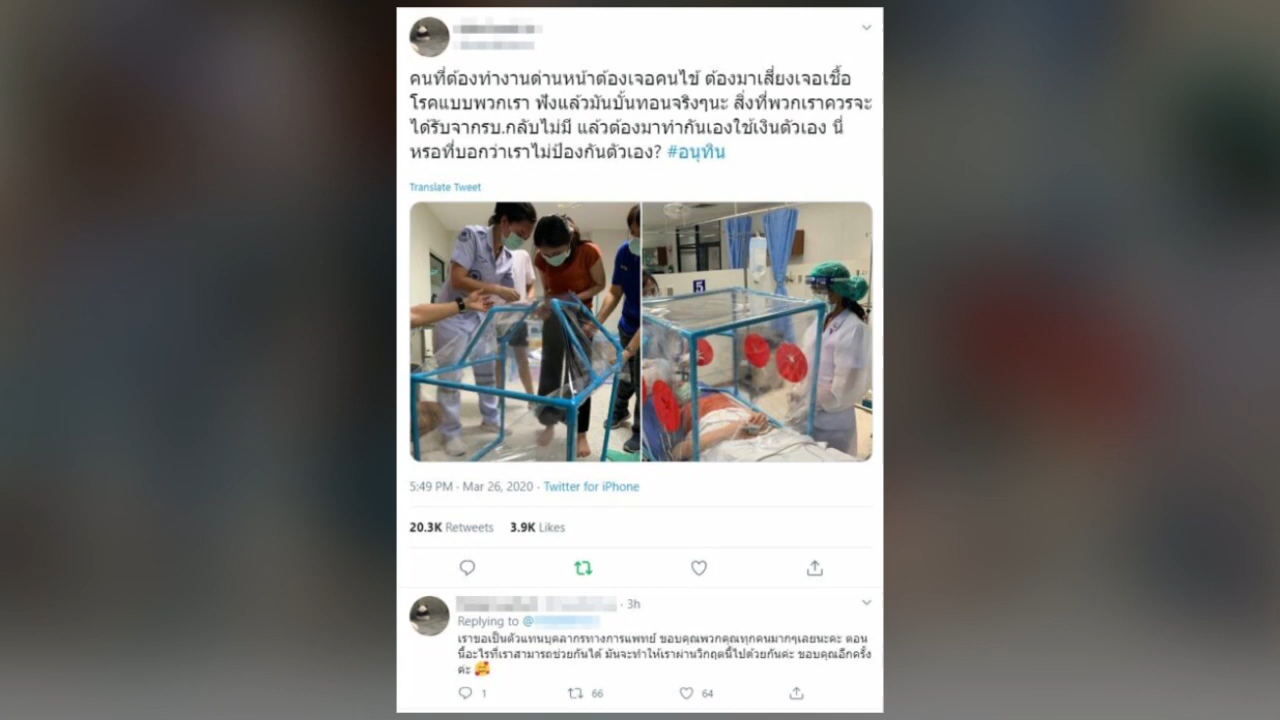 คนที่ต้องทำงานด่านหน้าต้องเจอคนไข้ ต้องมาเสี่ยงเจอเชื้อ
โรคแบบพวกเรา ฟังแล้วมันบั่นทอนจริงๆนะ สิ่งที่พวกเราควรจะ
ได้รับจากรบ.กลับไม่มี แล้วต้องมาทำกันเองใช้เงินตัวเอง นี่
หรอที่บอกว่าเราไม่ป้องกันตัวเอง? #อนุทิน
Translate Tweet
5
5:49 PM · Mar 26, 2020 · Twitter for iPhone
20.3K Retweets 3.9K Likes
· 3h
Replying to @
เราขอเป็นตัวแทนบุคลากรทางการแพทย์ ขอบคุณพวกคุณทุกคนมากๆเลยนะคะ ตอน
นี้อะไรที่เราสามารถช่วยกันได้ มันจะทำให้เราผ่านวิกฤตนี้ไปด้วยกันค่ะ ขอบคุณอีกครั้ง
ค่ะ 🥰
1 66 64